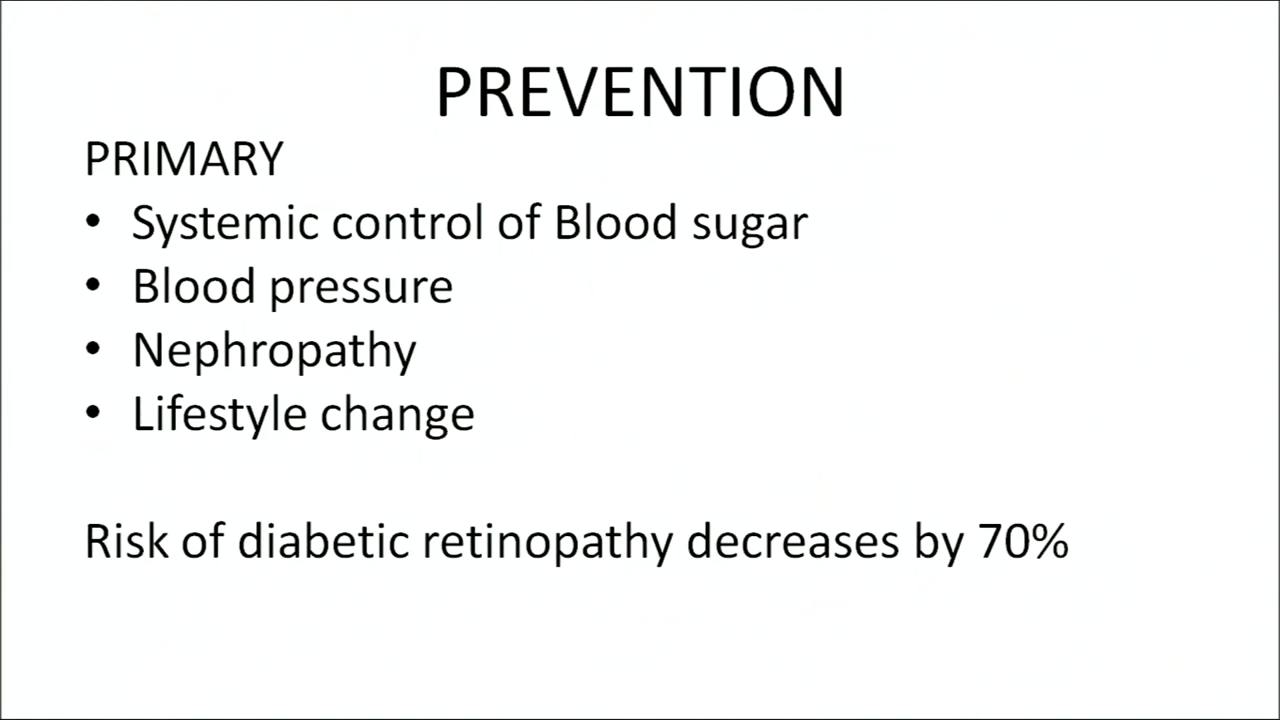 PREVENTION
PRIMARY
• Systemic control of Blood sugar
• Blood pressure
• Nephropathy
• Lifestyle change
Risk of diabetic retinopathy decreases by 70%